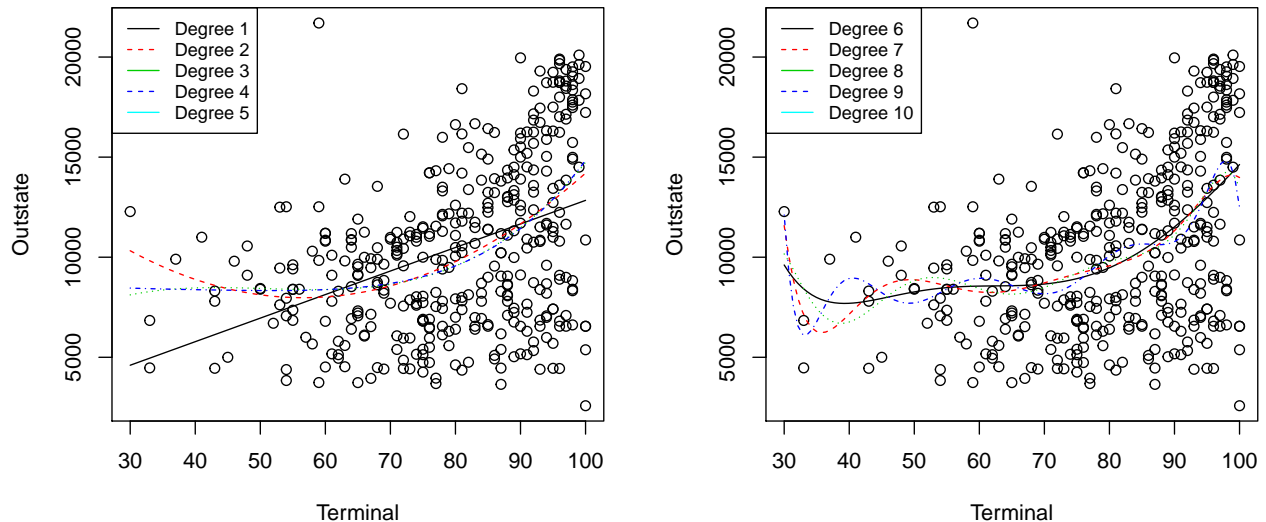 Degree 1
Degree 2
Degree 3
Degree 4
Degree 5
Outstate
20000
15000
10000
5000
30 40 50 60 70 80 90 100
Terminal
Degree 6
Degree 7
Degree 8
Degree 9
Degree 10
Outstate
20000
15000
10000
5000
30 40 50 60 70 80 90 100
Terminal